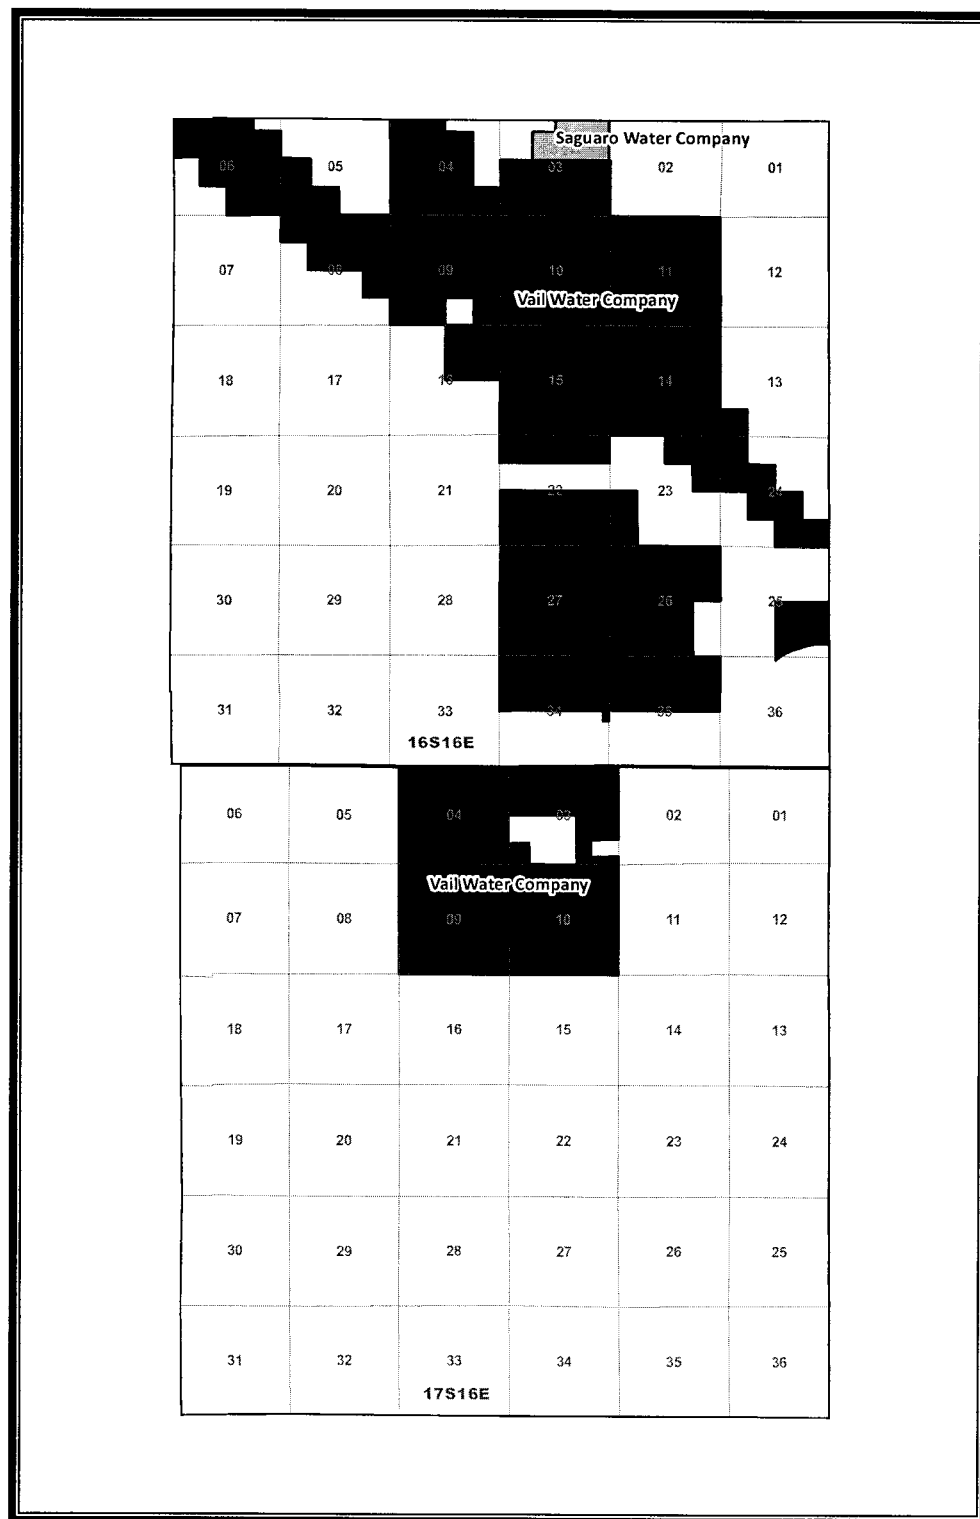 Saguaro Water Company
06 05 04 03 02 01
07 08 09 10 11 12
Vail Water Company
18 17 16 15 14 13
19 20 21 22 23 24
30 29 28 27 26 25
31 32 33 34 35 36
16S16E
06 05 04 03 02 01
Vail Water Company
07 08 09 10 11 12
18 17 16 15 14 13
19 20 21 22 23 24
30 29 28 27 26 25
31 32 33 34 35 36
17S16E